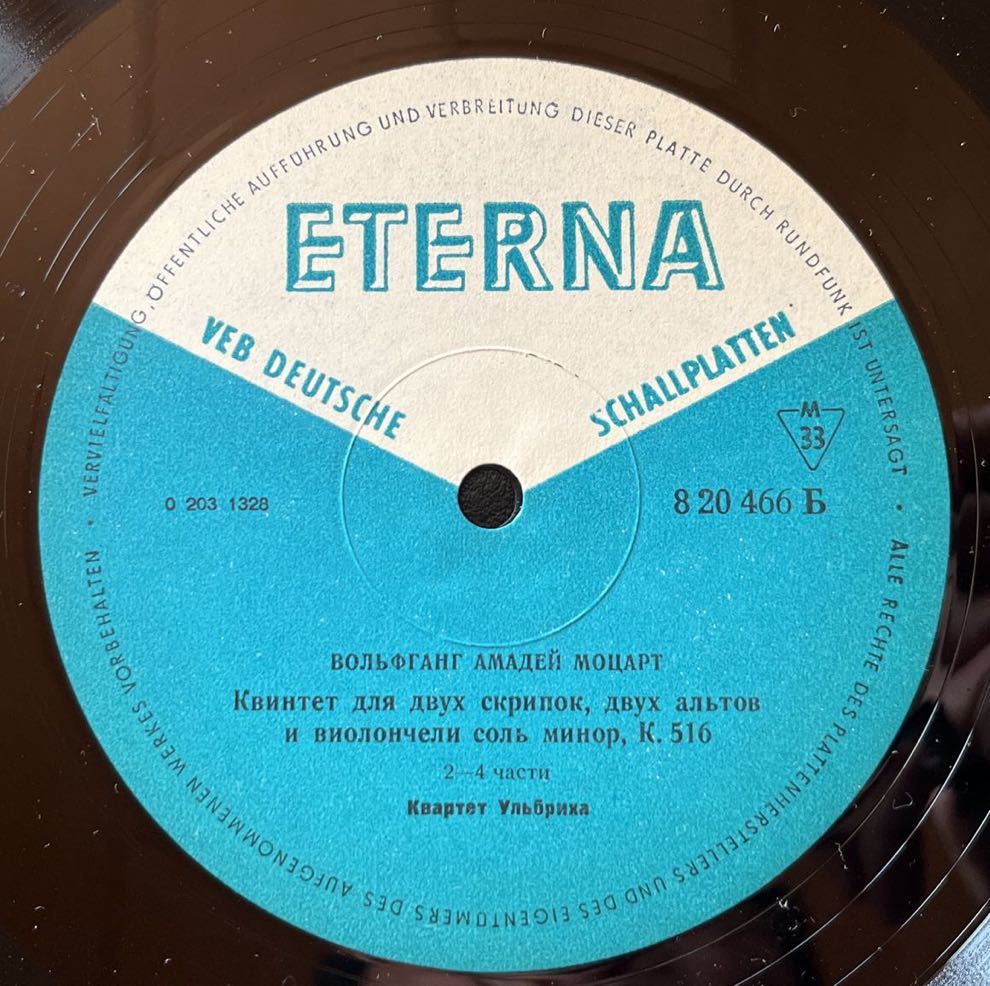 ALLE RECHTE DES PLATTENHERSTELLERS UND DES EIGENTÜMERS DES AUFGENOMMENEN WERKES VORBEHALTEN · VERVIELFÄLTIGUNG, ÖFFENTLICHE AUFFÜHRUNG UND VERBREITUNG DIESER PLATTE DURCH RUNDFUNK IST UNTERSAGT ·
ETERNA
VEB DEUTSCHE SCHALLPLATTEN
M
33
0 203 1328
8 20 466 Б
ВОЛЬФГАНГ АМАДЕЙ МОЦАРТ
Квинтет для двух скрипок, двух альтов
и виолончели соль минор, К. 516
2—4 части
Квартет Ульбриха